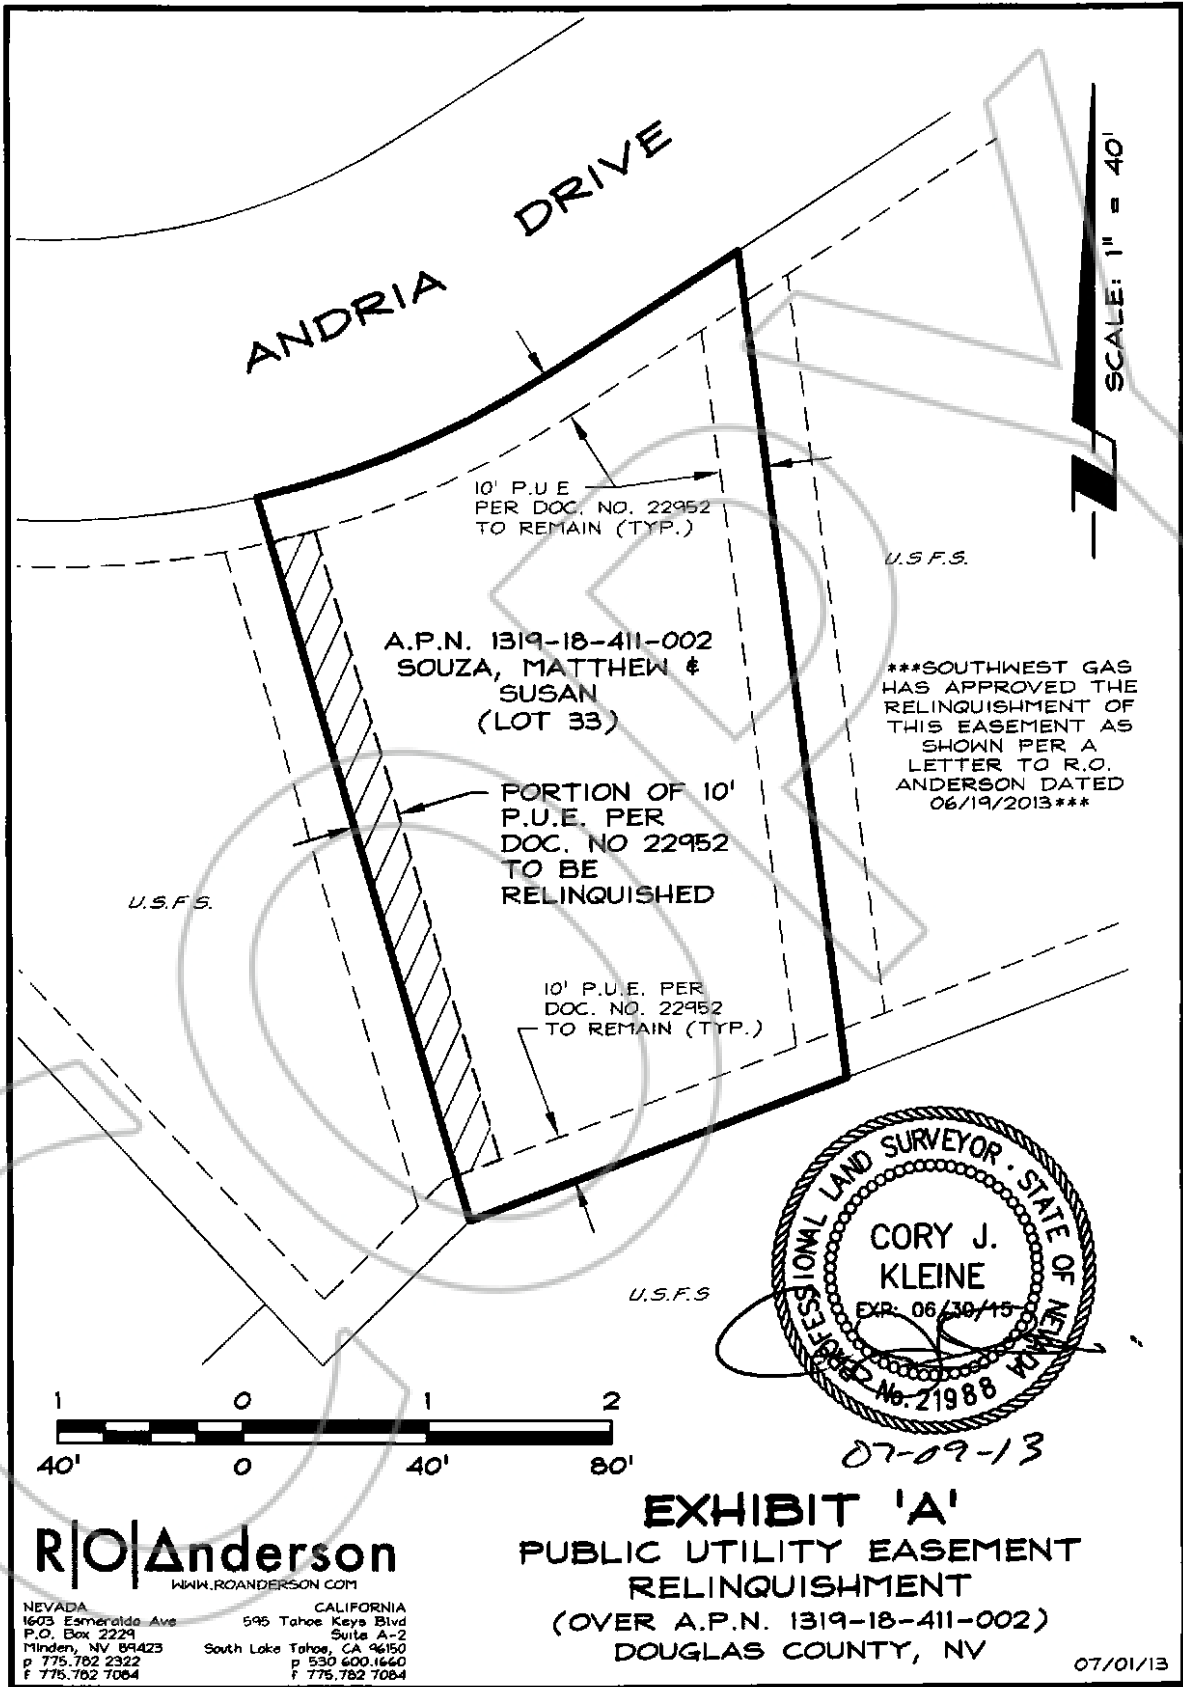 ANDRIA DRIVE
SCALE: 1" = 40'
10' P.U E
PER DOC. NO. 22952
TO REMAIN (TYP.)
U.S F.S.
A.P.N. 1319-18-411-002
SOUZA, MATTHEW &
SUSAN
(LOT 33)
***SOUTHWEST GAS
HAS APPROVED THE
RELINQUISHMENT OF
THIS EASEMENT AS
SHOWN PER A
LETTER TO R.O.
ANDERSON DATED
06/19/2013***
PORTION OF 10'
P.U.E. PER
DOC. NO 22952
TO BE
RELINQUISHED
U.S.F S.
10' P.U.E. PER
DOC. NO. 22952
TO REMAIN (TYP.)
U.S.F.S
PROFESSIONAL LAND SURVEYOR · STATE OF NEVADA
CORY J.
KLEINE
EXP: 06/30/15
No. 21988
07-09-13
1 0 1 2
40' 0 40' 80'
R|O|Anderson
WWW.ROANDERSON COM
NEVADA
1603 Esmeralda Ave
P.O. Box 2229
Minden, NV 89423
p 775.782 2322
f 775.782 7084
CALIFORNIA
595 Tahoe Keys Blvd
Suite A-2
South Lake Tahoe, CA 96150
p 530 600.1660
f 775.782 7084
EXHIBIT 'A'
PUBLIC UTILITY EASEMENT
RELINQUISHMENT
(OVER A.P.N. 1319-18-411-002)
DOUGLAS COUNTY, NV
07/01/13
COPY